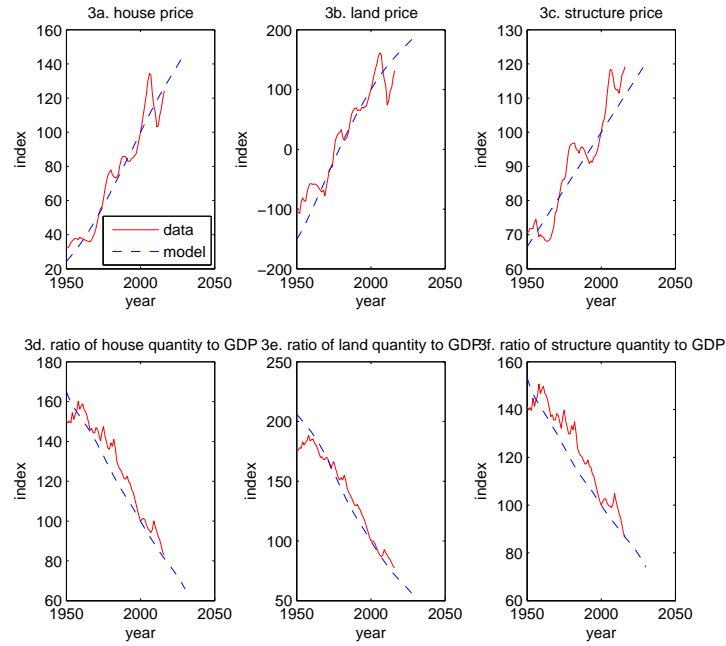 3a. house price
3b. land price
3c. structure price
160
140
120
100
80
60
40
20
index
data
model
1950
2000
2050
year
200
100
0
−100
−200
index
1950
2000
2050
year
130
120
110
100
90
80
70
60
index
1950
2000
2050
year
3d. ratio of house quantity to GDP
3e. ratio of land quantity to GDP
3f. ratio of structure quantity to GDP
180
160
140
120
100
80
60
index
1950
2000
2050
year
250
200
150
100
50
index
1950
2000
2050
year
160
140
120
100
80
60
index
1950
2000
2050
year